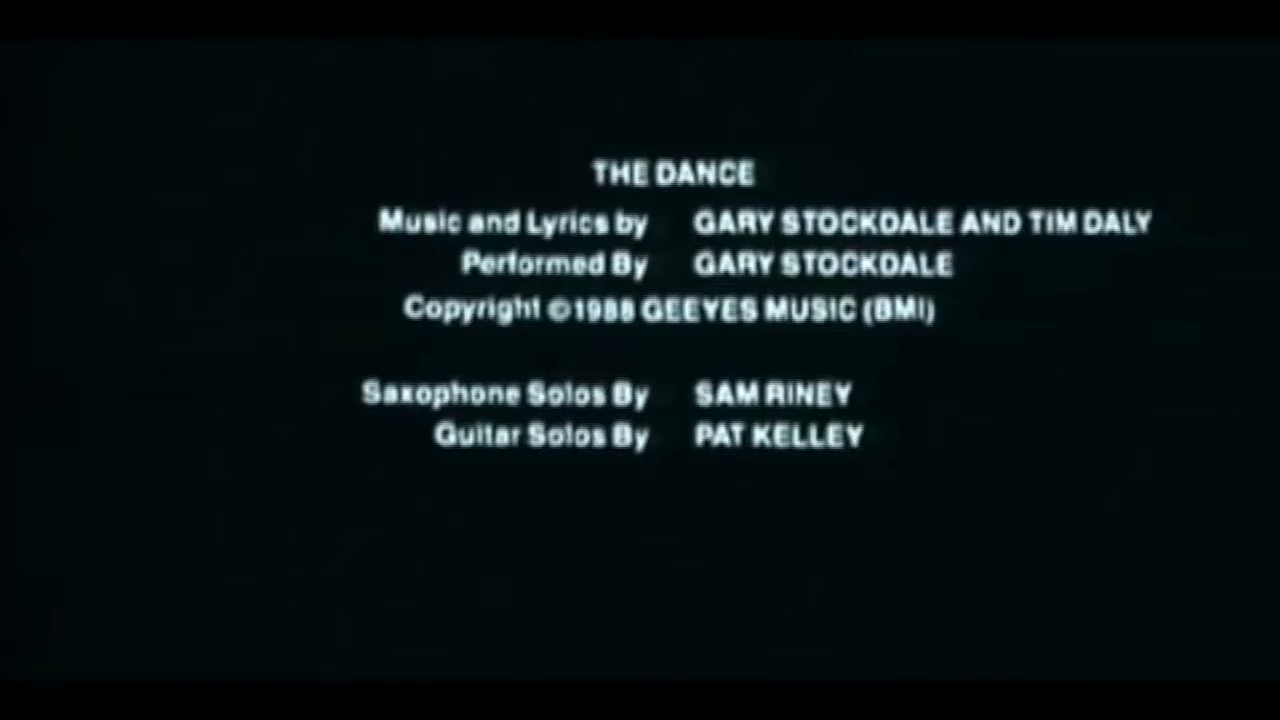 THE DANCE
Music and Lyrics by GARY STOCKDALE AND TIM DALY
Performed By GARY STOCKDALE
Copyright ©1988 GEEYES MUSIC (BMI)
Saxophone Solos By SAM RINEY
Guitar Solos By PAT KELLEY